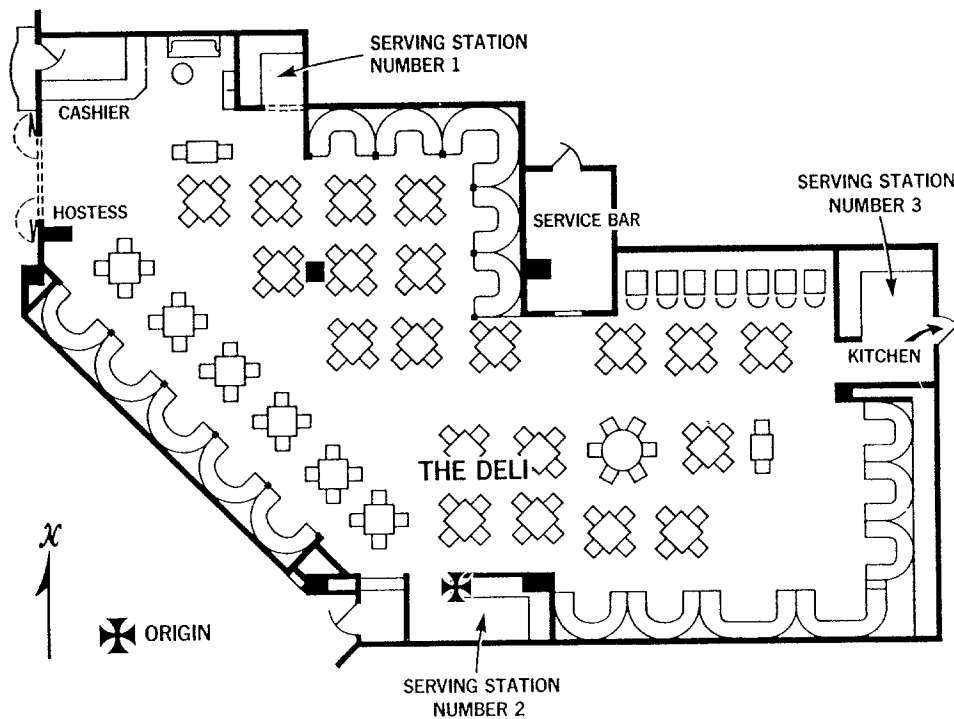 SERVING STATION
NUMBER 1
CASHIER
SERVING STATION
NUMBER 3
HOSTESS
SERVICE BAR
KITCHEN
THE DELI
N
ORIGIN
SERVING STATION
NUMBER 2